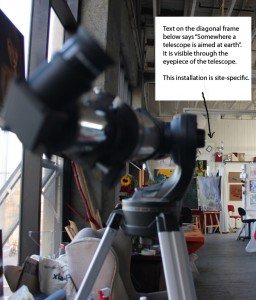 Text on the diagonal frame
below says "Somewhere a
telescope is aimed at earth".
It is visible through the
eyepiece of the telescope.
This installation is site-specific.